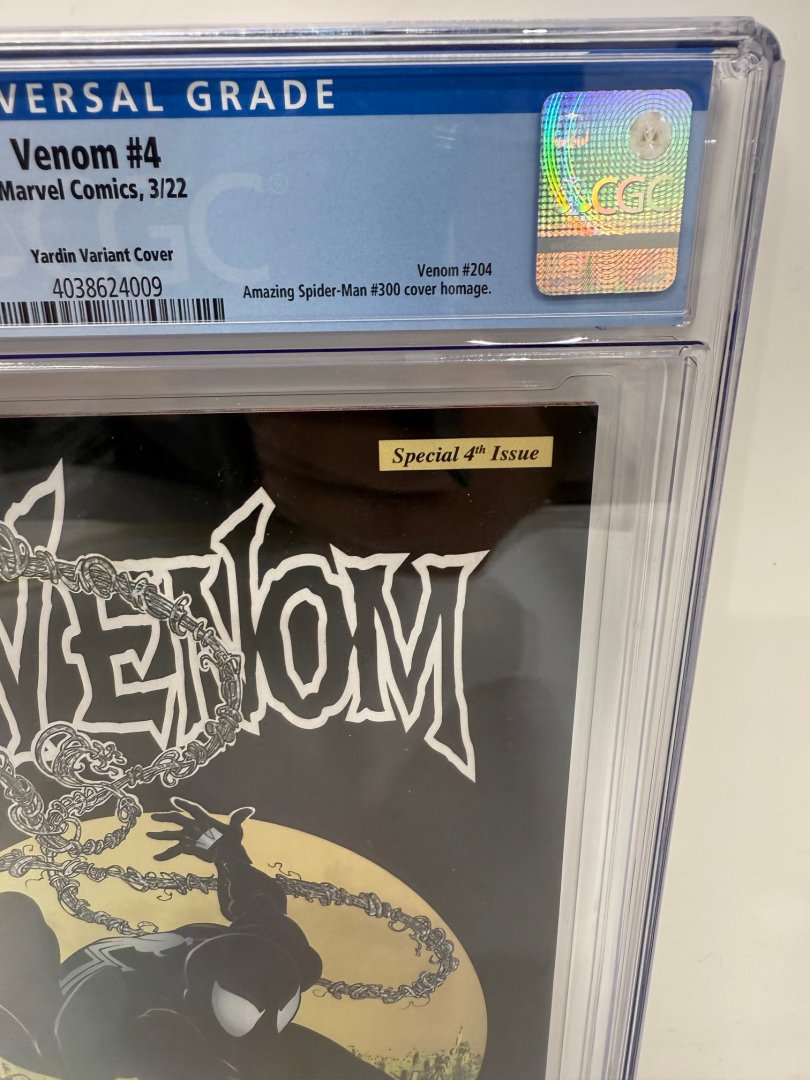 VERSAL GRADE
Venom #4
Marvel Comics, 3/22
Yardin Variant Cover
4038624009
Venom #204
Amazing Spider-Man #300 cover homage.
CGC
CGC
Special 4th Issue
VENOM